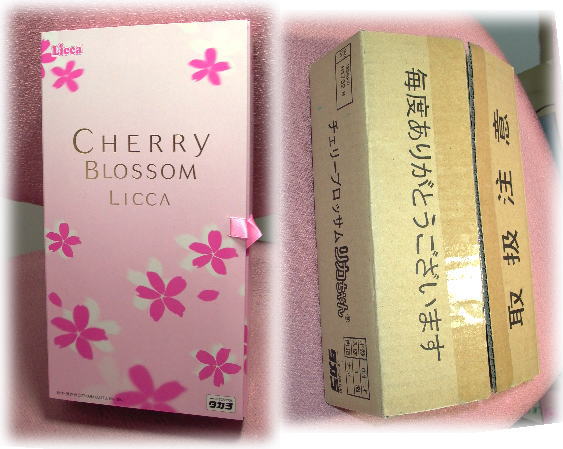 Licca
CHERRY
BLOSSOM
LICCA
タカラ
毎度ありがとうございます
取扱注意
チェリーブロッサム リカちゃん
タカラ